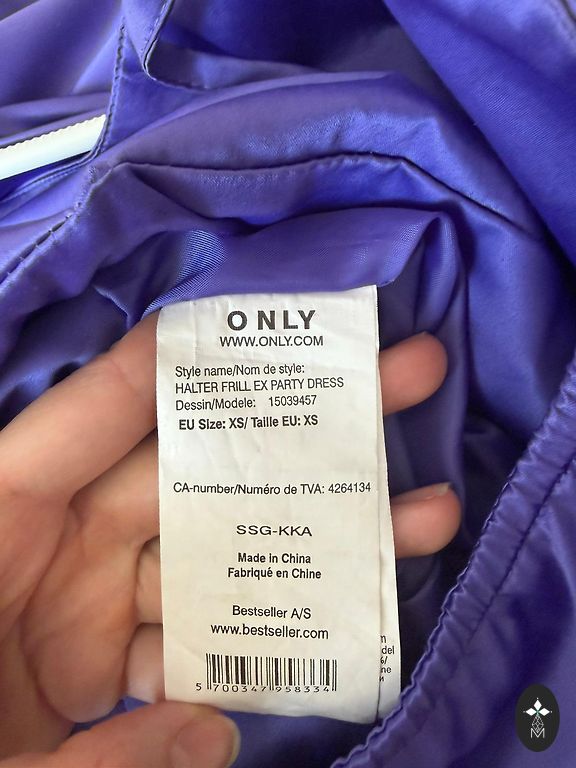 ONLY
WWW.ONLY.COM
Style name/Nom de style:
HALTER FRILL EX PARTY DRESS
Dessin/Modele: 15039457
EU Size: XS/ Taille EU: XS
CA-number/Numéro de TVA: 4264134
SSG-KKA
Made in China
Fabriqué en Chine
Bestseller A/S
www.bestseller.com
5 700347 958334